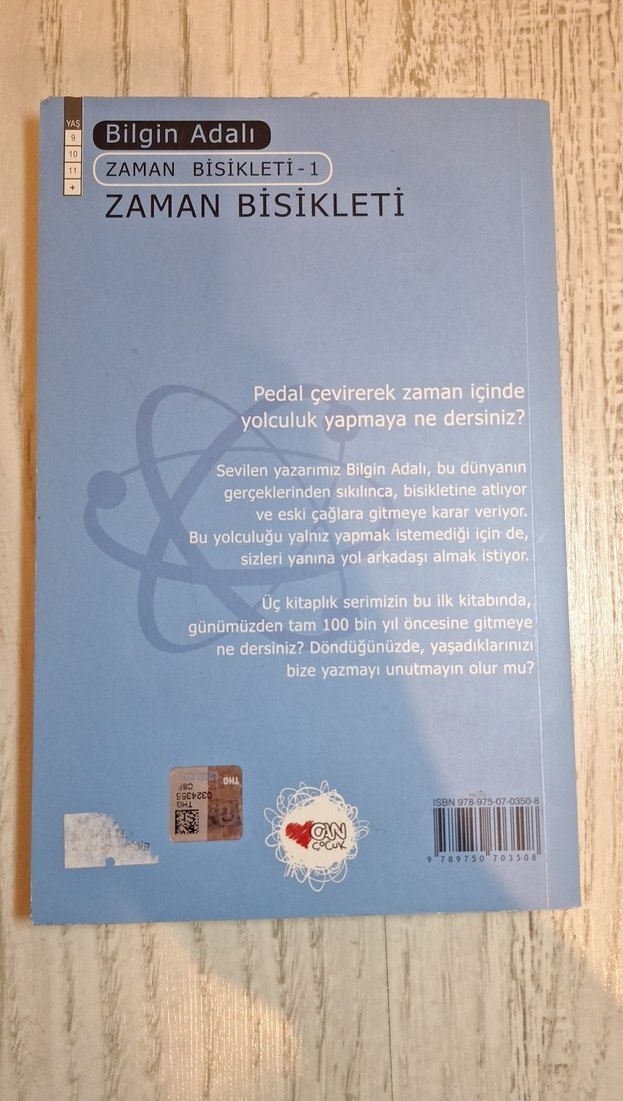 YAŞ
9
10
11
+
Bilgin Adalı
ZAMAN BİSİKLETİ-1
ZAMAN BİSİKLETİ
Pedal çevirerek zaman içinde
yolculuk yapmaya ne dersiniz?
Sevilen yazarımız Bilgin Adalı, bu dünyanın
gerçeklerinden sıkılınca, bisikletine atlıyor
ve eski çağlara gitmeye karar veriyor.
Bu yolculuğu yalnız yapmak istemediği için de,
sizleri yanına yol arkadaşı almak istiyor.
Üç kitaplık serimizin bu ilk kitabında,
günümüzden tam 100 bin yıl öncesine gitmeye
ne dersiniz? Döndüğünüzde, yaşadıklarınızı
bize yazmayı unutmayın olur mu?
THG
0324355
THG
CAN
ÇOCUK
ISBN 978-975-07-0350-8
9 789750 703508